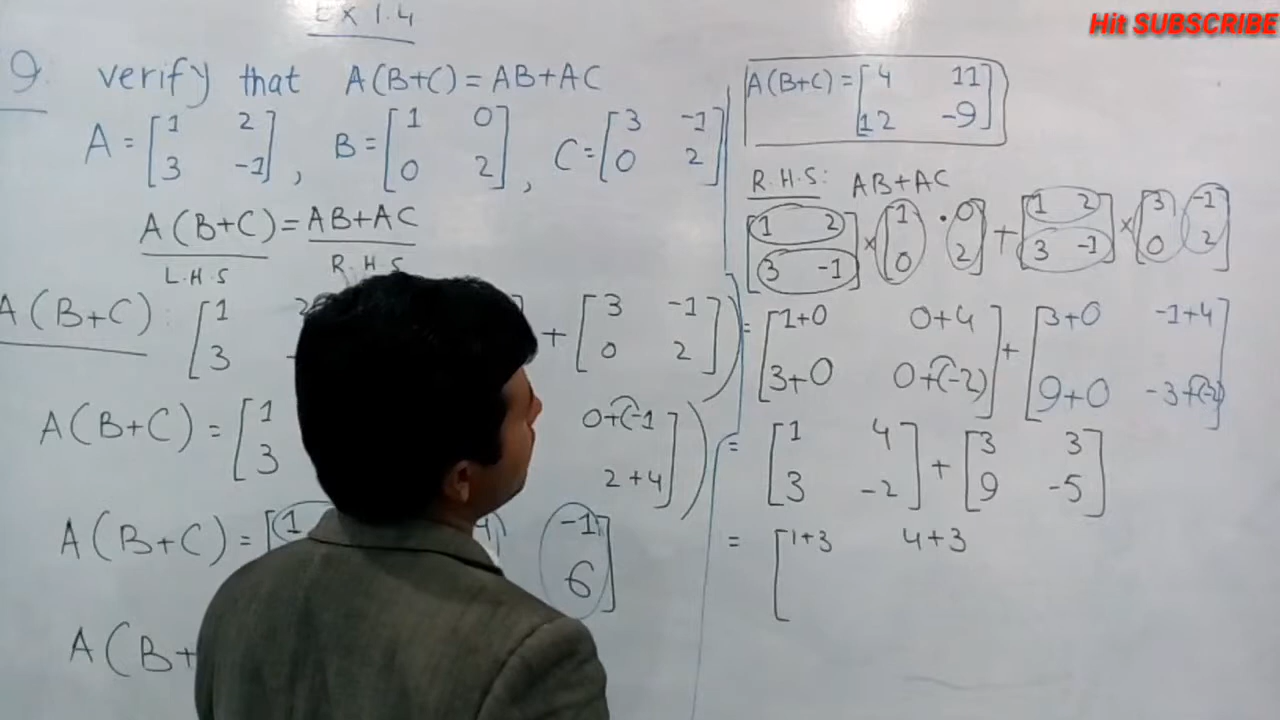 Ex 1.4
Hit SUBSCRIBE
9. verify that A(B+C) = AB+AC
A = [1 2
3 -1], B = [1 0
0 2], C = [3 -1
0 2]
A(B+C) = AB+AC
L.H.S R.H.S
A(B+C): [1
3 + [3 -1
0 2])
A(B+C) = [1 0+(-1
3 2+4])
A(B+C) = [1 -1
6]
A(B+
A(B+C) = [4 11
12 -9]
R.H.S: AB+AC
[1 2
3 -1] × [1 0
0 2] + [1 2
3 -1] × [3 -1
0 2]
= [1+0 0+4
3+0 0+(-2)] + [3+0 -1+4
9+0 -3+(-2)]
= [1 4
3 -2] + [3 3
9 -5]
= [1+3 4+3